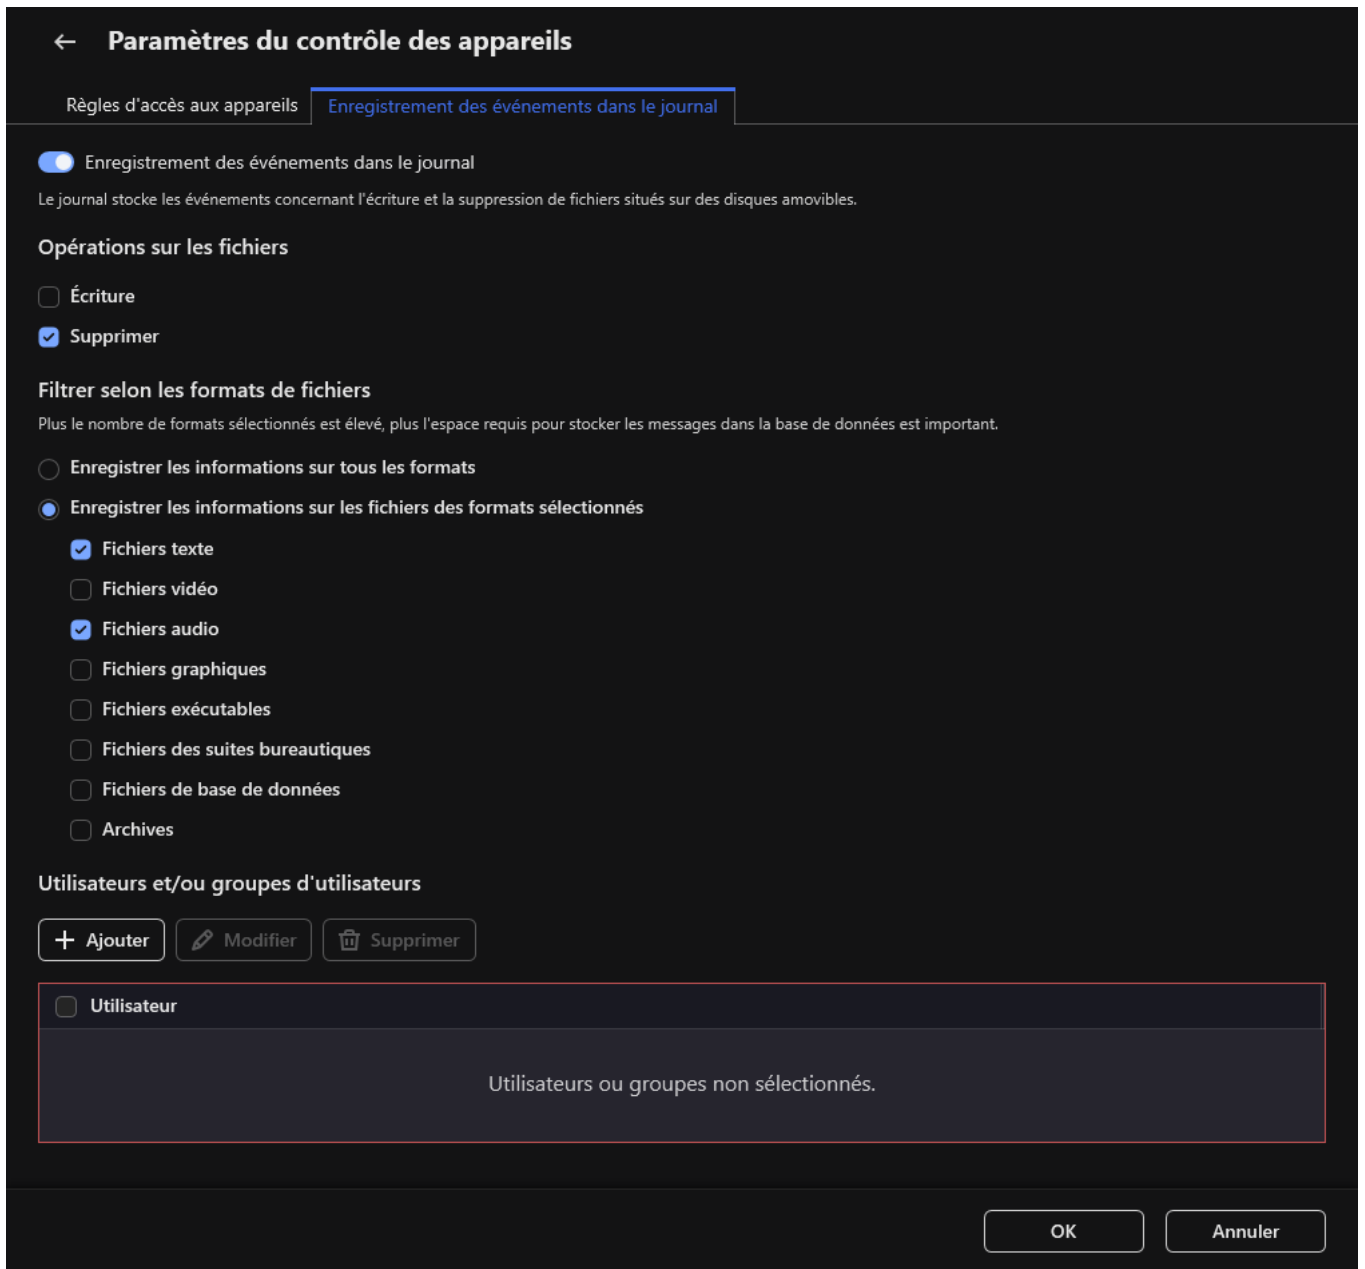 Paramètres du contrôle des appareils
Règles d'accès aux appareils
Enregistrement des événements dans le journal
Enregistrement des événements dans le journal
Le journal stocke les événements concernant l'écriture et la suppression de fichiers situés sur des disques amovibles.
Opérations sur les fichiers
Écriture
Supprimer
Filtrer selon les formats de fichiers
Plus le nombre de formats sélectionnés est élevé, plus l'espace requis pour stocker les messages dans la base de données est important.
Enregistrer les informations sur tous les formats
Enregistrer les informations sur les fichiers des formats sélectionnés
Fichiers texte
Fichiers vidéo
Fichiers audio
Fichiers graphiques
Fichiers exécutables
Fichiers des suites bureautiques
Fichiers de base de données
Archives
Utilisateurs et/ou groupes d'utilisateurs
Ajouter
Modifier
Supprimer
Utilisateur
Utilisateurs ou groupes non sélectionnés.
OK
Annuler